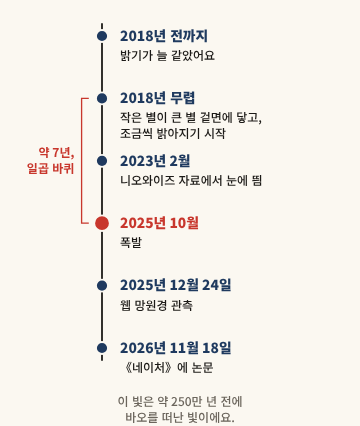 2018년 전까지
밝기가 늘 같았어요
2018년 무렵
작은 별이 큰 별 겉면에 닿고,
조금씩 밝아지기 시작
약 7년,
일곱 바퀴
2023년 2월
니오와이즈 자료에서 눈에 띔
2025년 10월
폭발
2025년 12월 24일
웹 망원경 관측
2026년 11월 18일
《네이처》에 논문
이 빛은 약 250만 년 전에
바오를 떠난 빛이에요.